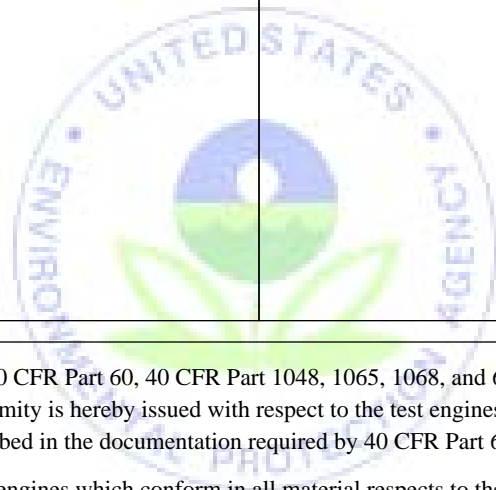 UNITED STATES
ENVIRONMENTAL PROTECTION AGENCY
0 CFR Part 60, 40 CFR Part 1048, 1065, 1068, and
mity is hereby issued with respect to the test engines
bed in the documentation required by 40 CFR Part
engines which conform in all material respects to the